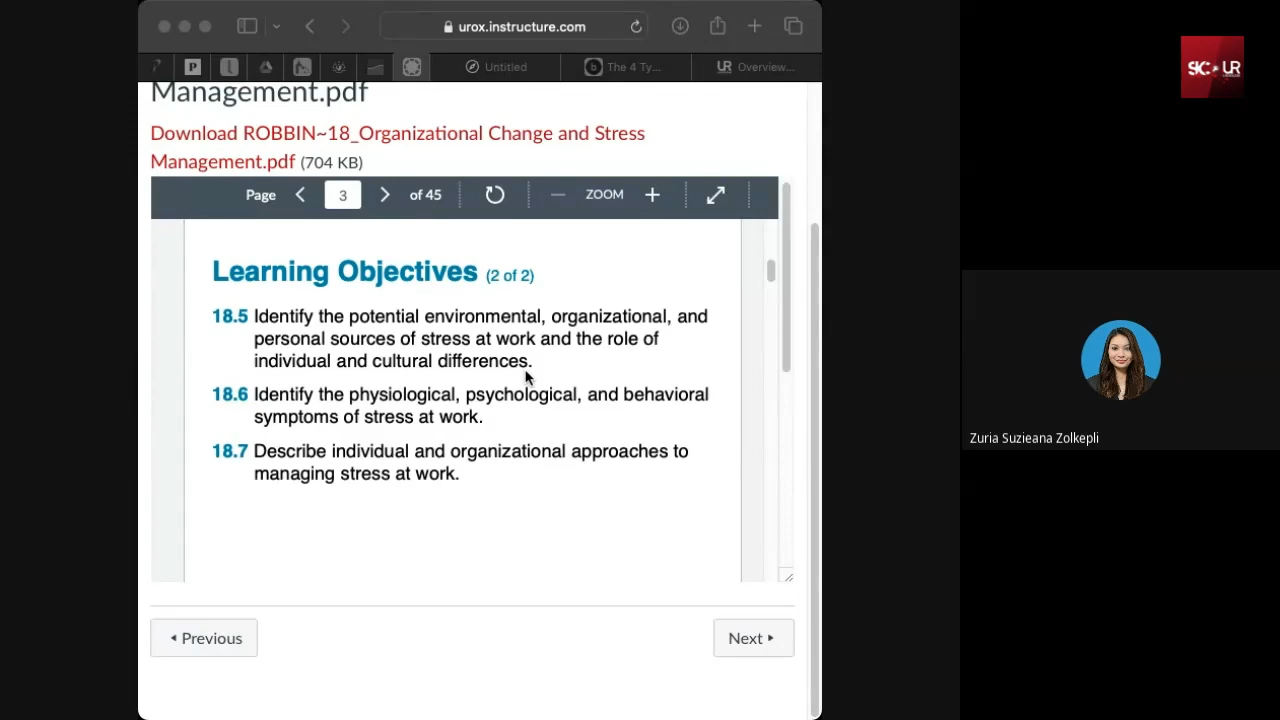 urox.instructure.com
P
Untitled
b
The 4 Ty...
UR
Overview...
Management.pdf
Download ROBBIN~18_Organizational Change and Stress
Management.pdf (704 KB)
Page 3 of 45 ZOOM
Learning Objectives (2 of 2)
18.5 Identify the potential environmental, organizational, and
personal sources of stress at work and the role of
individual and cultural differences.
18.6 Identify the physiological, psychological, and behavioral
symptoms of stress at work.
18.7 Describe individual and organizational approaches to
managing stress at work.
Previous
Next
UR
Zuria Suzieana Zolkepli